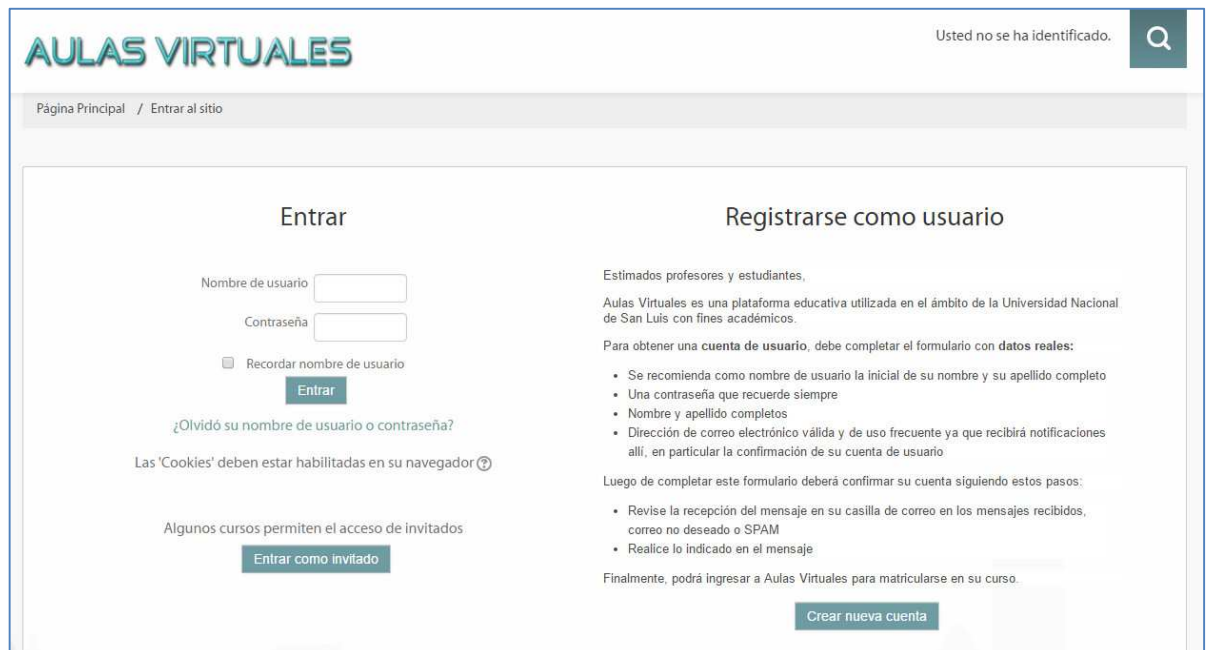 AULAS VIRTUALES
Usted no se ha identificado.
Página Principal / Entrar al sitio
Entrar
Nombre de usuario
Contraseña
Recordar nombre de usuario
Entrar
¿Olvidó su nombre de usuario o contraseña?
Las 'Cookies' deben estar habilitadas en su navegador
Algunos cursos permiten el acceso de invitados
Entrar como invitado
Registrarse como usuario
Estimados profesores y estudiantes,
Aulas Virtuales es una plataforma educativa utilizada en el ámbito de la Universidad Nacional
de San Luis con fines académicos.
Para obtener una cuenta de usuario, debe completar el formulario con datos reales:
• Se recomienda como nombre de usuario la inicial de su nombre y su apellido completo
• Una contraseña que recuerde siempre
• Nombre y apellido completos
• Dirección de correo electrónico válida y de uso frecuente ya que recibirá notificaciones
allí, en particular la confirmación de su cuenta de usuario
Luego de completar este formulario deberá confirmar su cuenta siguiendo estos pasos:
• Revise la recepción del mensaje en su casilla de correo en los mensajes recibidos,
correo no deseado o SPAM
• Realice lo indicado en el mensaje
Finalmente, podrá ingresar a Aulas Virtuales para matricularse en su curso.
Crear nueva cuenta